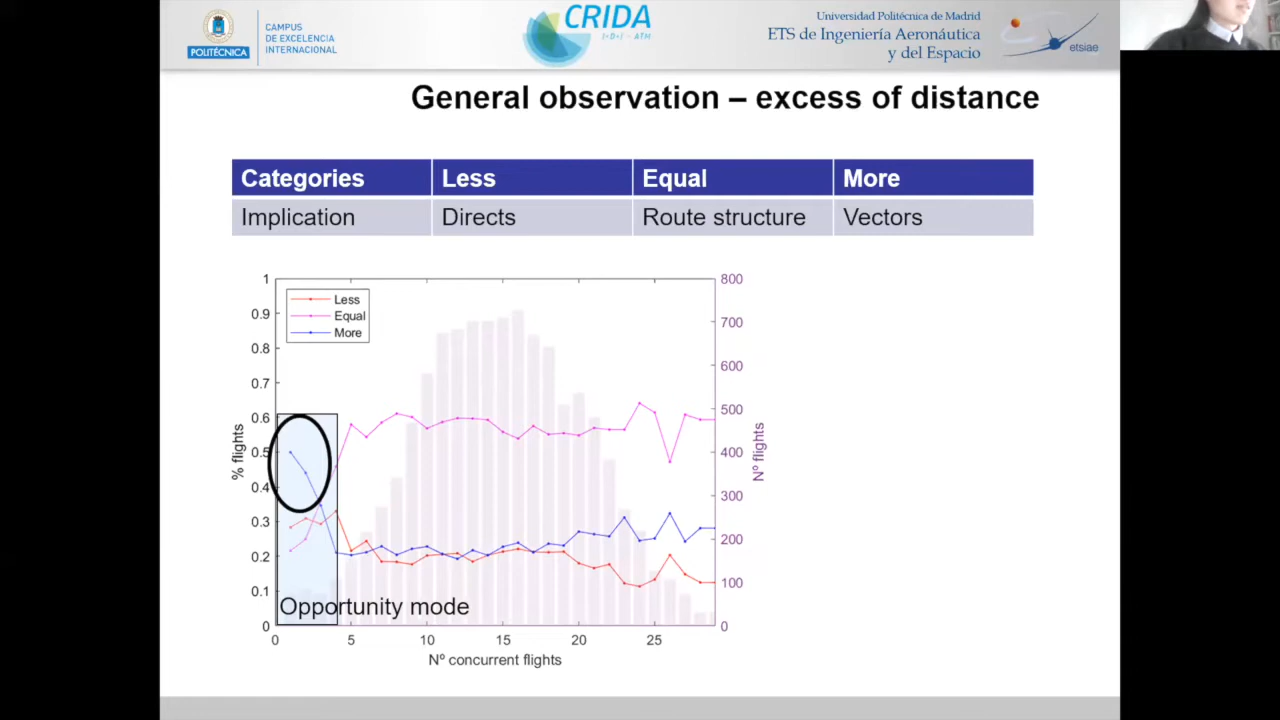 POLITÉCNICA
CAMPUS
DE EXCELENCIA
INTERNACIONAL
CRIDA
I+D+i - ATM
Universidad Politécnica de Madrid
ETS de Ingeniería Aeronáutica
y del Espacio
etsiae
General observation – excess of distance
Categories Less Equal More
Implication Directs Route structure Vectors
1
0.9
0.8
0.7
0.6
0.5
0.4
0.3
0.2
0.1
0
% flights
Less
Equal
More
800
700
600
500
400
300
200
100
0
Nº flights
Opportunity mode
0 5 10 15 20 25
Nº concurrent flights